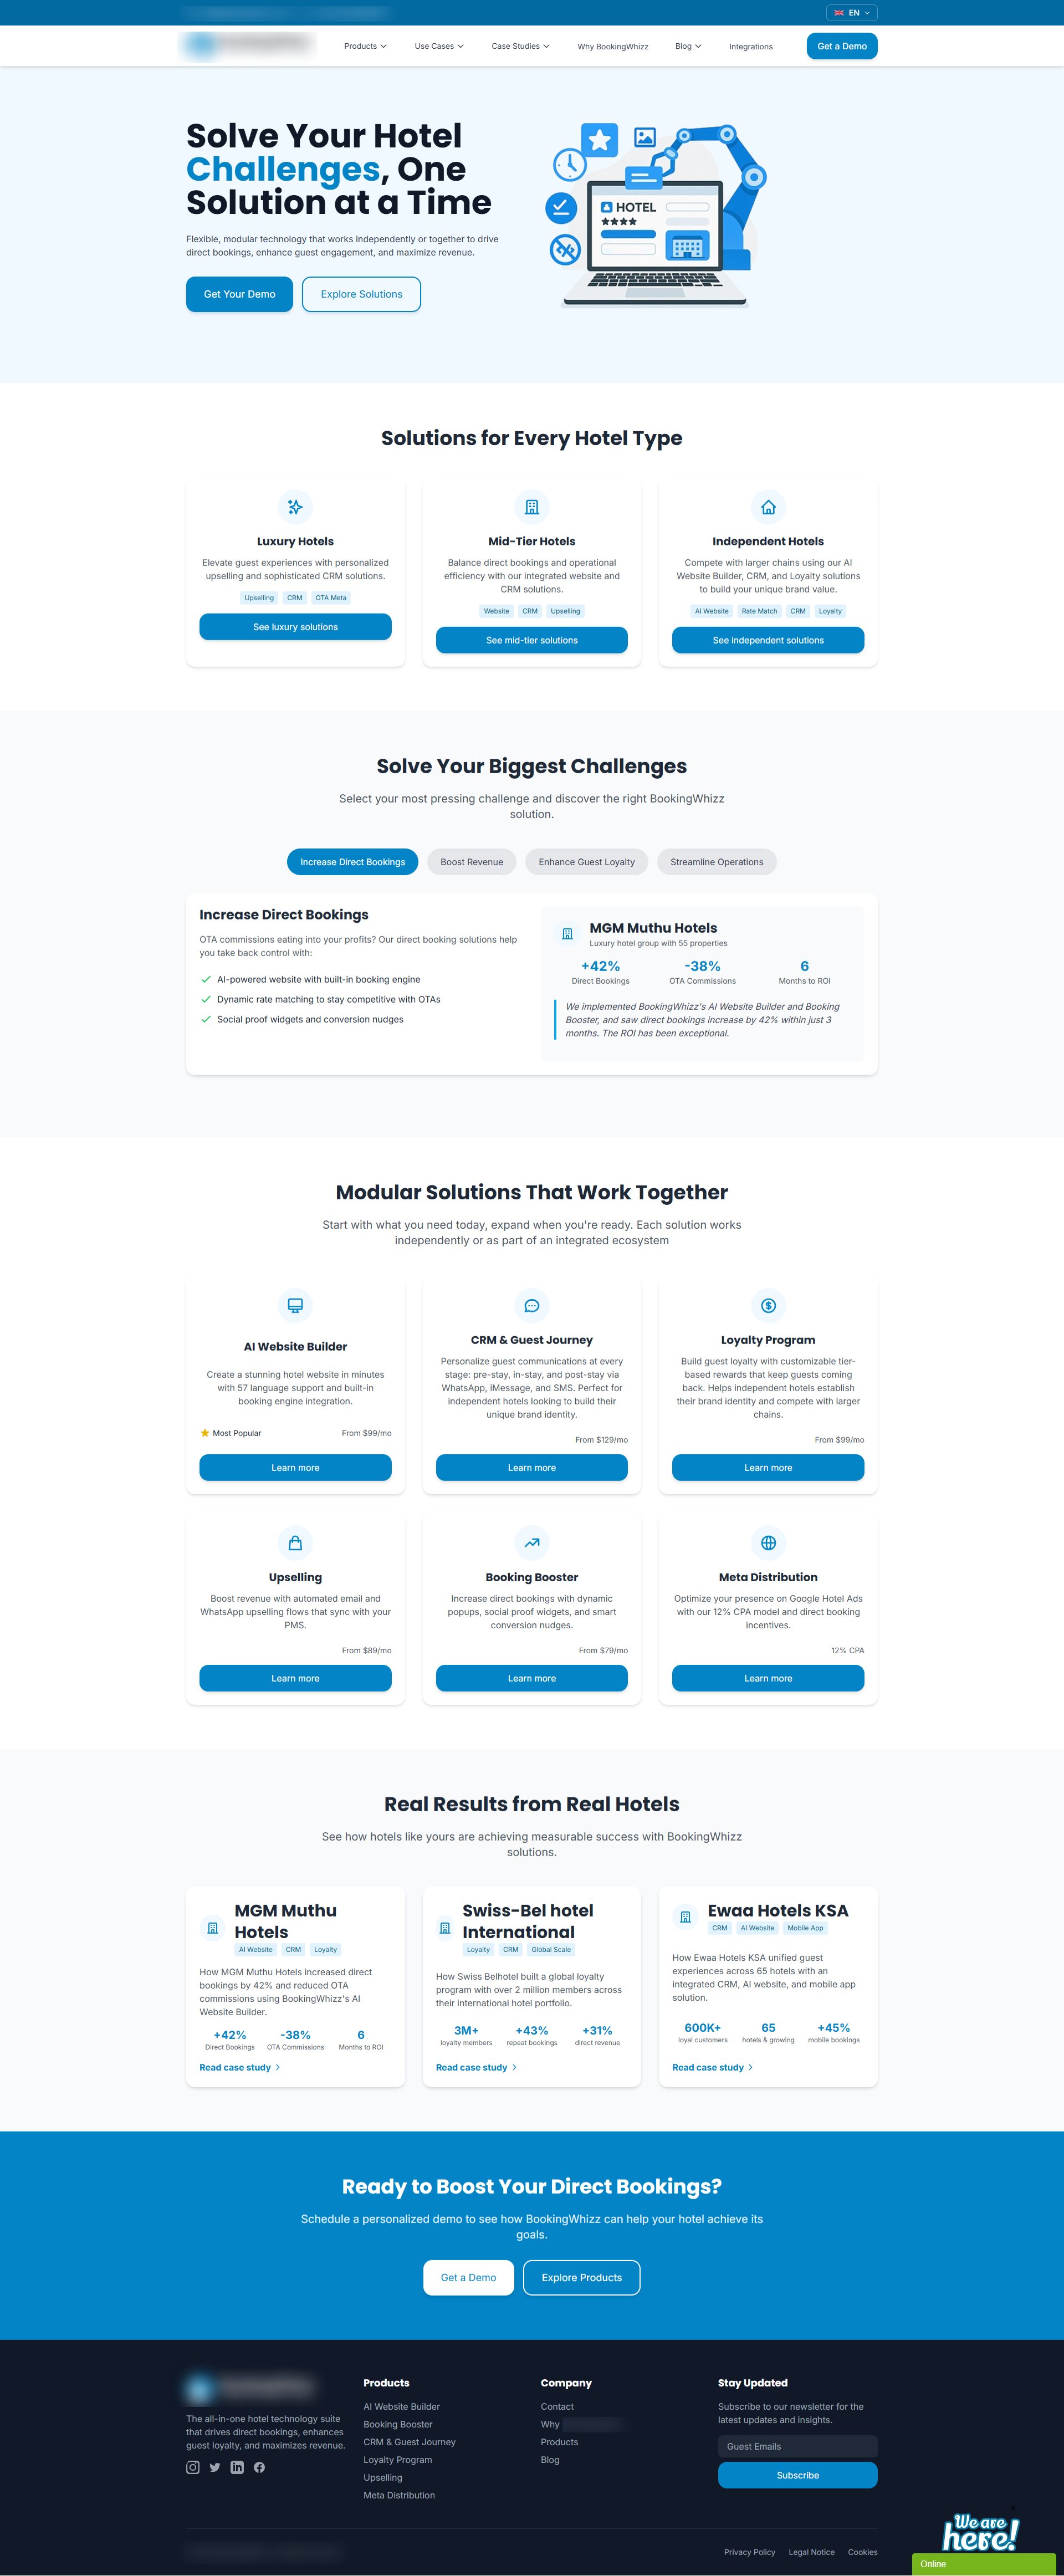 EN
Products
Use Cases
Case Studies
Why BookingWhizz
Blog
Integrations
Get a Demo
Solve Your Hotel
Challenges, One
Solution at a Time
Flexible, modular technology that works independently or together to drive
direct bookings, enhance guest engagement, and maximize revenue.
Get Your Demo
Explore Solutions
HOTEL
Solutions for Every Hotel Type
Luxury Hotels
Elevate guest experiences with personalized
upselling and sophisticated CRM solutions.
Upselling CRM OTA Meta
See luxury solutions
Mid-Tier Hotels
Balance direct bookings and operational
efficiency with our integrated website and
CRM solutions.
Website CRM Upselling
See mid-tier solutions
Independent Hotels
Compete with larger chains using our AI
Website Builder, CRM, and Loyalty solutions
to build your unique brand value.
AI Website Rate Match CRM Loyalty
See independent solutions
Solve Your Biggest Challenges
Select your most pressing challenge and discover the right BookingWhizz
solution.
Increase Direct Bookings
Boost Revenue
Enhance Guest Loyalty
Streamline Operations
Increase Direct Bookings
OTA commissions eating into your profits? Our direct booking solutions help
you take back control with:
AI-powered website with built-in booking engine
Dynamic rate matching to stay competitive with OTAs
Social proof widgets and conversion nudges
MGM Muthu Hotels
Luxury hotel group with 55 properties
+42% -38% 6
Direct Bookings OTA Commissions Months to ROI
We implemented BookingWhizz's AI Website Builder and Booking
Booster, and saw direct bookings increase by 42% within just 3
months. The ROI has been exceptional.
Modular Solutions That Work Together
Start with what you need today, expand when you're ready. Each solution works
independently or as part of an integrated ecosystem
AI Website Builder
Create a stunning hotel website in minutes
with 57 language support and built-in
booking engine integration.
Most Popular From $99/mo
Learn more
CRM & Guest Journey
Personalize guest communications at every
stage: pre-stay, in-stay, and post-stay via
WhatsApp, iMessage, and SMS. Perfect for
independent hotels looking to build their
unique brand identity.
From $129/mo
Learn more
Loyalty Program
Build guest loyalty with customizable tier-
based rewards that keep guests coming
back. Helps independent hotels establish
their brand identity and compete with larger
chains.
From $99/mo
Learn more
Upselling
Boost revenue with automated email and
WhatsApp upselling flows that sync with your
PMS.
From $89/mo
Learn more
Booking Booster
Increase direct bookings with dynamic
popups, social proof widgets, and smart
conversion nudges.
From $79/mo
Learn more
Meta Distribution
Optimize your presence on Google Hotel Ads
with our 12% CPA model and direct booking
incentives.
12% CPA
Learn more
Real Results from Real Hotels
See how hotels like yours are achieving measurable success with BookingWhizz
solutions.
MGM Muthu
Hotels
AI Website CRM Loyalty
How MGM Muthu Hotels increased direct
bookings by 42% and reduced OTA
commissions using BookingWhizz's AI
Website Builder.
+42% -38% 6
Direct Bookings OTA Commissions Months to ROI
Read case study
Swiss-Bel hotel
International
Loyalty CRM Global Scale
How Swiss Belhotel built a global loyalty
program with over 2 million members across
their international hotel portfolio.
3M+ +43% +31%
loyalty members repeat bookings direct revenue
Read case study
Ewaa Hotels KSA
CRM AI Website Mobile App
How Ewaa Hotels KSA unified guest
experiences across 65 hotels with an
integrated CRM, AI website, and mobile app
solution.
600K+ 65 +45%
loyal customers hotels & growing mobile bookings
Read case study
Ready to Boost Your Direct Bookings?
Schedule a personalized demo to see how BookingWhizz can help your hotel achieve its
goals.
Get a Demo
Explore Products
The all-in-one hotel technology suite
that drives direct bookings, enhances
guest loyalty, and maximizes revenue.
Products
AI Website Builder
Booking Booster
CRM & Guest Journey
Loyalty Program
Upselling
Meta Distribution
Company
Contact
Why
Products
Blog
Stay Updated
Subscribe to our newsletter for the
latest updates and insights.
Guest Emails
Subscribe
Privacy Policy
Legal Notice
Cookies
We are
here!
Online